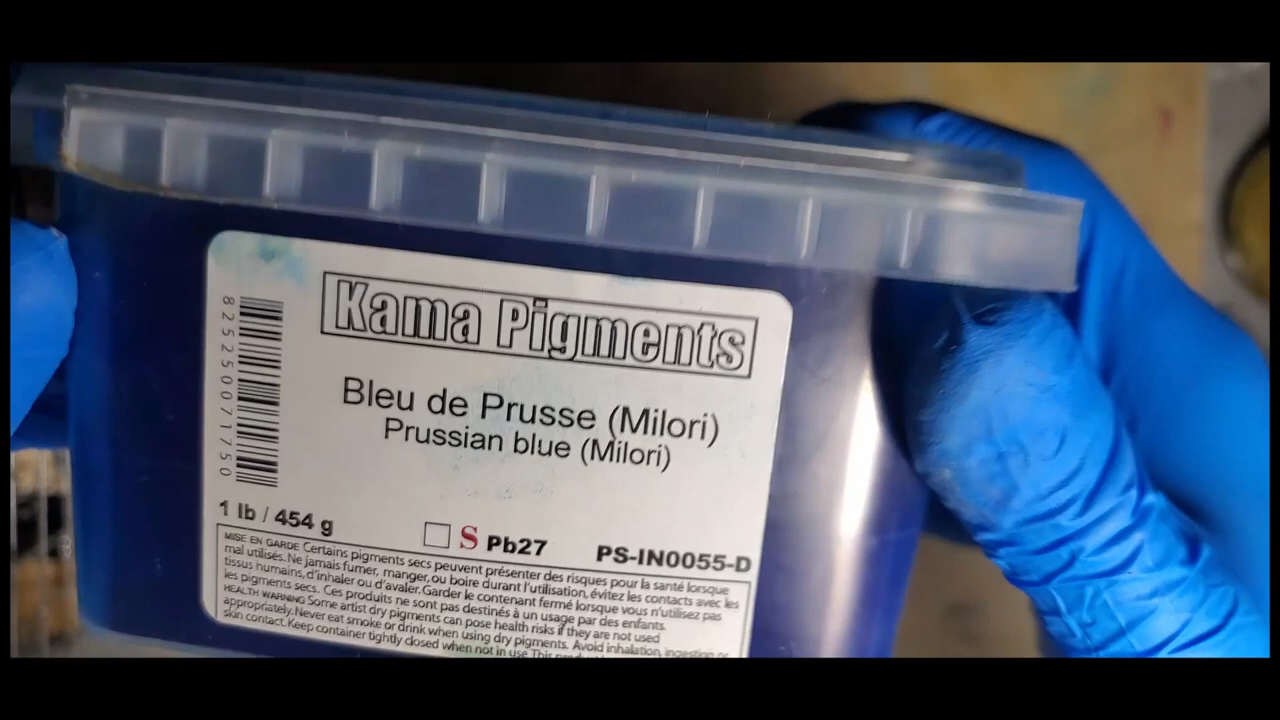 Kama Pigments
Bleu de Prusse (Milori)
Prussian blue (Milori)
825250071750
1 lb / 454 g
S Pb27
PS-IN0055-D
MISE EN GARDE Certains pigments secs peuvent présenter des risques pour la santé lorsque
mal utilisés. Ne jamais fumer, manger, ou boire durant l'utilisation, évitez les contacts avec les
tissus humains, d'inhaler ou d'avaler. Garder le contenant fermé lorsque vous n'utilisez pas
les pigments secs. Ces produits ne sont pas destinés à un usage par des enfants.
HEALTH WARNING Some artist dry pigments can pose health risks if they are not used
appropriately. Never eat smoke or drink when using dry pigments. Avoid inhalation, ingestion or
skin contact. Keep container tightly closed when not in use This